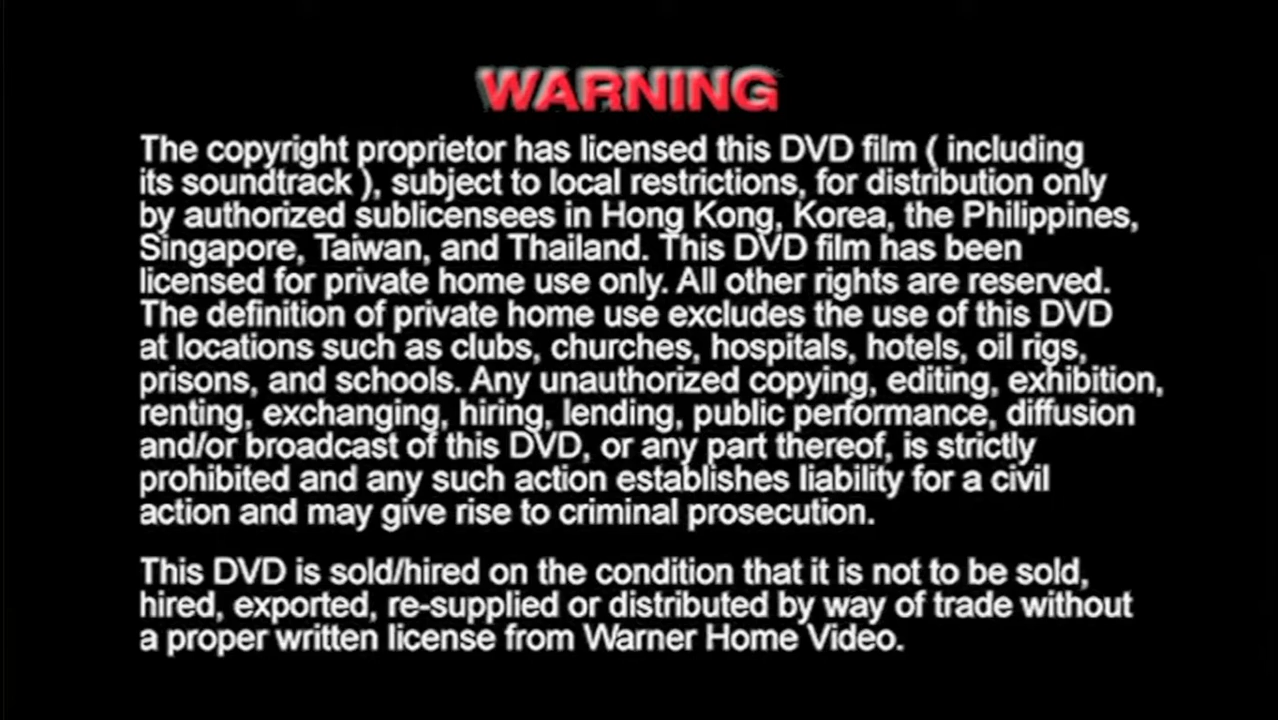 WARNING
The copyright proprietor has licensed this DVD film ( including
its soundtrack ), subject to local restrictions, for distribution only
by authorized sublicensees in Hong Kong, Korea, the Philippines,
Singapore, Taiwan, and Thailand. This DVD film has been
licensed for private home use only. All other rights are reserved.
The definition of private home use excludes the use of this DVD
at locations such as clubs, churches, hospitals, hotels, oil rigs,
prisons, and schools. Any unauthorized copying, editing, exhibition,
renting, exchanging, hiring, lending, public performance, diffusion
and/or broadcast of this DVD, or any part thereof, is strictly
prohibited and any such action establishes liability for a civil
action and may give rise to criminal prosecution.
This DVD is sold/hired on the condition that it is not to be sold,
hired, exported, re-supplied or distributed by way of trade without
a proper written license from Warner Home Video.